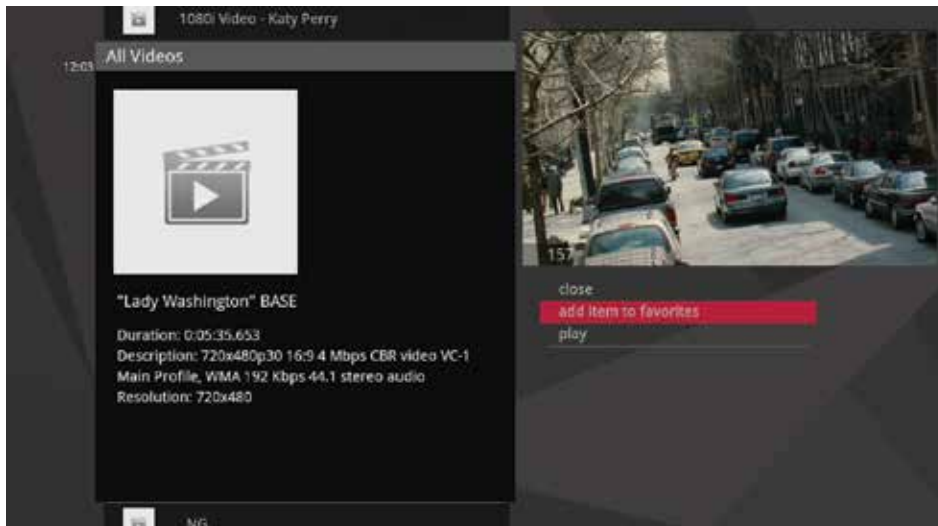 1080i Video - Katy Perry
12:03
All Videos
157
"Lady Washington" BASE
close
add item to favorites
play
Duration: 0:05:35.653
Description: 720x480p30 16:9 4 Mbps CBR video VC-1
Main Profile, WMA 192 Kbps 44.1 stereo audio
Resolution: 720x480
NG